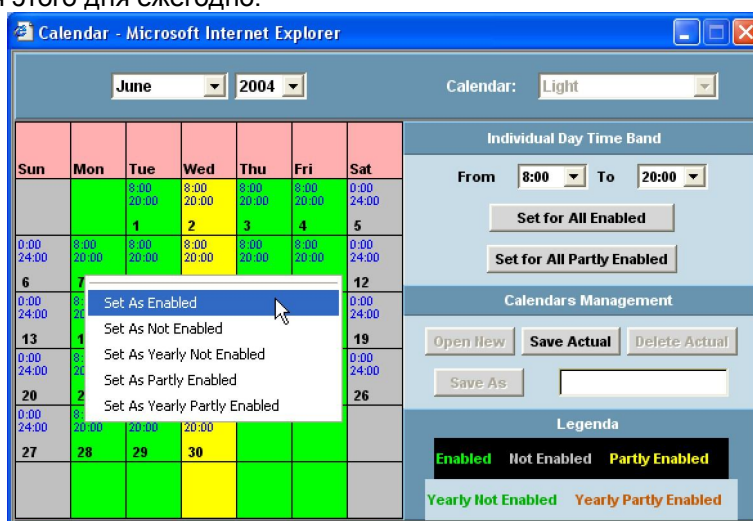 этого дня ежегодно.
Calendar - Microsoft Internet Explorer
June 2004
Calendar: Light
Sun Mon Tue Wed Thu Fri Sat
8:00 8:00 8:00 8:00 0:00
20:00 20:00 20:00 20:00 24:00
1 2 3 4 5
0:00 8:00 8:00 8:00 8:00 8:00 0:00
24:00 20:00 20:00 20:00 20:00 20:00 24:00
6 7 12
0:00 0:00
24:00 24:00
13 19
0:00 0:00
24:00 24:00
20 26
0:00
24:00 20:00 20:00 20:00
27 28 29 30
Set As Enabled
Set As Not Enabled
Set As Yearly Not Enabled
Set As Partly Enabled
Set As Yearly Partly Enabled
Individual Day Time Band
From 8:00 To 20:00
Set for All Enabled
Set for All Partly Enabled
Calendars Management
Open New Save Actual Delete Actual
Save As
Legenda
Enabled Not Enabled Partly Enabled
Yearly Not Enabled Yearly Partly Enabled